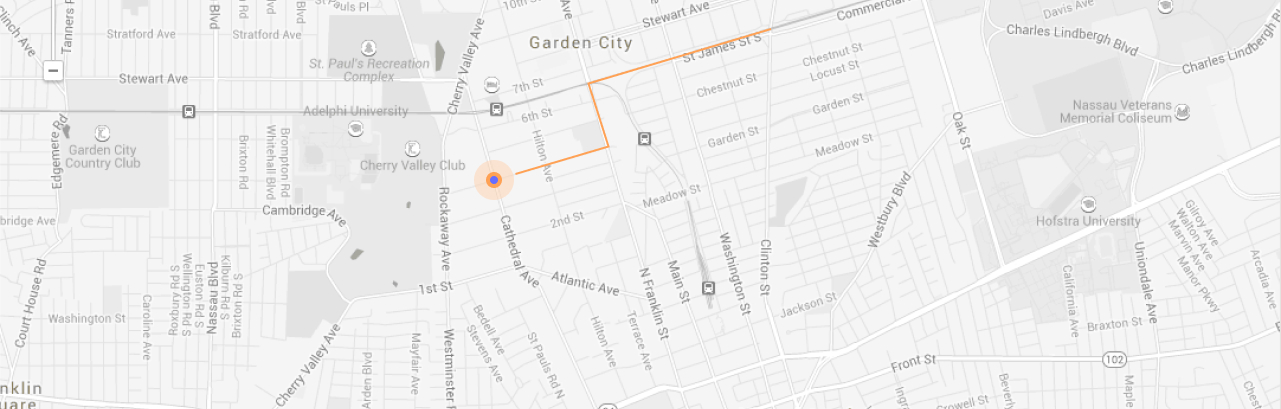 Clinch Ave
Tanners R
Blvd
Blvd
St Pauls Pl
Stratford Ave
Stratford Ave
10th St
Ave
Stewart Ave
Commercial
Davis Ave
Charles Lindbergh Blvd
Charles Lindbergh B
Garden City
St James St S
Chestnut St
Locust St
St. Paul's Recreation
Complex
Cherry Valley Ave
Stewart Ave
7th St
Chestnut St
Adelphi University
6th St
Garden St
Nassau Veterans
Memorial Coliseum
Edgemere Rd
Garden City
Country Club
Brixton Rd
Whitehall Blvd
Brompton Rd
Cherry Valley Club
Hilton Ave
Garden St
Meadow St
Oak St
Meadow St
Cambridge Ave
bridge Ave
2nd St
Rockaway Ave
Cathedral Ave
Westbury Blvd
Hofstra University
Gilroy Ave
Walton Ave
Marvin Ave
Manor Pkwy
Court House Rd
Roxbury Rd S
Wellington Rd S
Euston Rd S
Nassau Blvd
Kilburn Rd S
Brixton Rd S
Atlantic Ave
1st St
N Franklin St
Main St
Washington St
Clinton St
Uniondale Ave
California Ave
Arcadia Ave
Washington St
Caroline Ave
Jackson St
Braxton St
Cherry Valley Ave
Arden Blvd
Mayfair Ave
Westminster R
Bedell Ave
Stevens Ave
St Pauls Rd N
Hilton Ave
Terrace Ave
Front St
102
nklin
quare
24
Ingr
Crowell St
Beverly
Maple
Chest